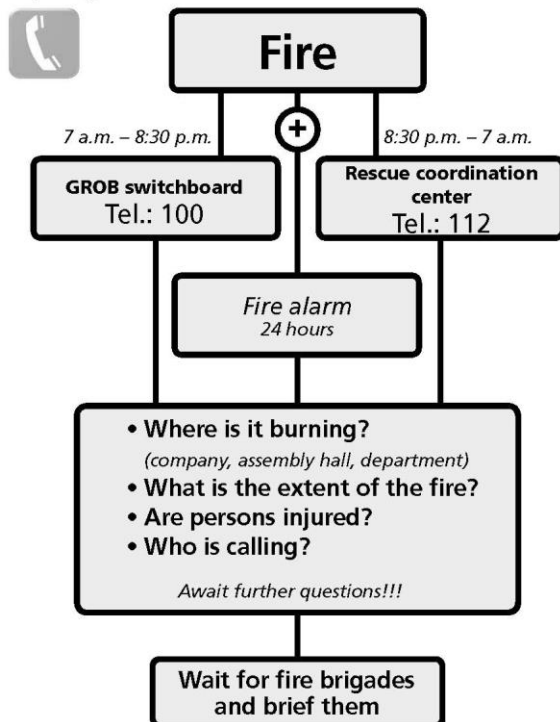 Fire
+
7 a.m. – 8:30 p.m.
8:30 p.m. – 7 a.m.
GROB switchboard
Tel.: 100
Rescue coordination
center
Tel.: 112
Fire alarm
24 hours
• Where is it burning?
(company, assembly hall, department)
• What is the extent of the fire?
• Are persons injured?
• Who is calling?
Await further questions!!!
Wait for fire brigades
and brief them